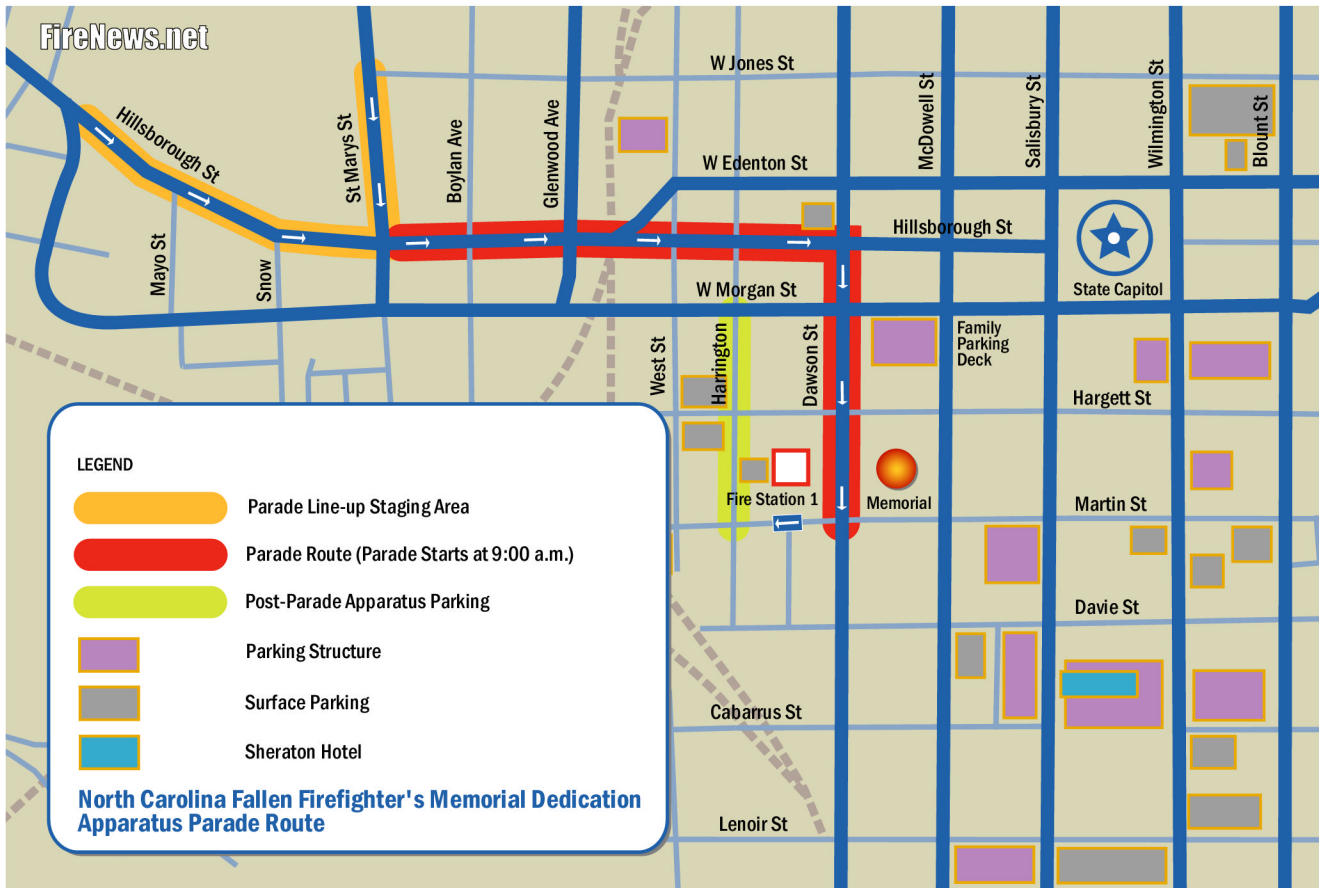 FireNews.net
W Jones St
Hillsborough St
St Marys St
Boylan Ave
Glenwood Ave
McDowell St
Salisbury St
Wilmington St
Blount St
W Edenton St
Hillsborough St
Mayo St
Snow
State Capitol
W Morgan St
West St
Harrington
Dawson St
Family
Parking
Deck
Hargett St
Fire Station 1
Memorial
Martin St
Davie St
Cabarrus St
Lenoir St
LEGEND
Parade Line-up Staging Area
Parade Route (Parade Starts at 9:00 a.m.)
Post-Parade Apparatus Parking
Parking Structure
Surface Parking
Sheraton Hotel
North Carolina Fallen Firefighter's Memorial Dedication
Apparatus Parade Route